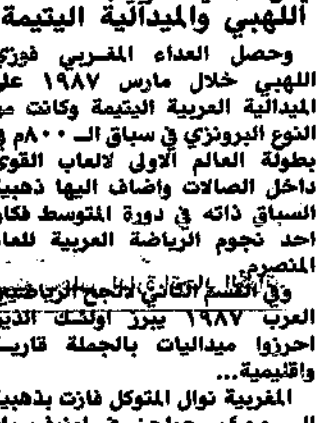 اللهبي والميدالية اليتيمة
وحصل العداء المغربي فوزي
اللهبي خلال مارس ١٩٨٧ على
الميدالية العربية اليتيمة وكانت من
النوع البرونزي في سباق الـ ٨٠٠م في
بطولة العالم الاولى لالعاب القوى
داخل الصالات واضاف اليها ذهبية
السباق ذاته في دورة المتوسط فكان
احد نجوم الرياضة العربية للعام
المنصرم.
وفي القسم الثاني لانجح الرياضيين
العرب ١٩٨٧ يبرز اولئك الذين
احرزوا ميداليات بالجملة قارية
واقليمية...
المغربية نوال المتوكل فازت بذهبية